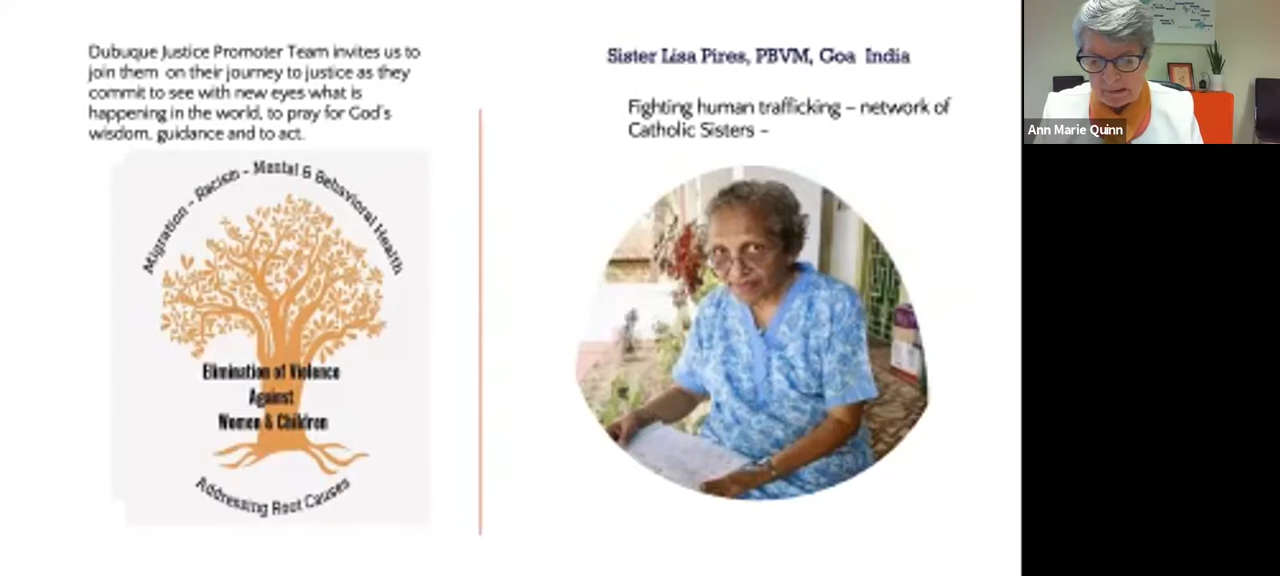 Dubuque Justice Promoter Team invites us to
join them on their journey to justice as they
commit to see with new eyes what is
happening in the world, to pray for God's
wisdom, guidance and to act.
Migration - Racism - Mental & Behavioral Health
Elimination of Violence
Against
Women & Children
Addressing Root Causes
Sister Lisa Pires, PBVM, Goa India
Fighting human trafficking – network of
Catholic Sisters –
Ann Marie Quinn